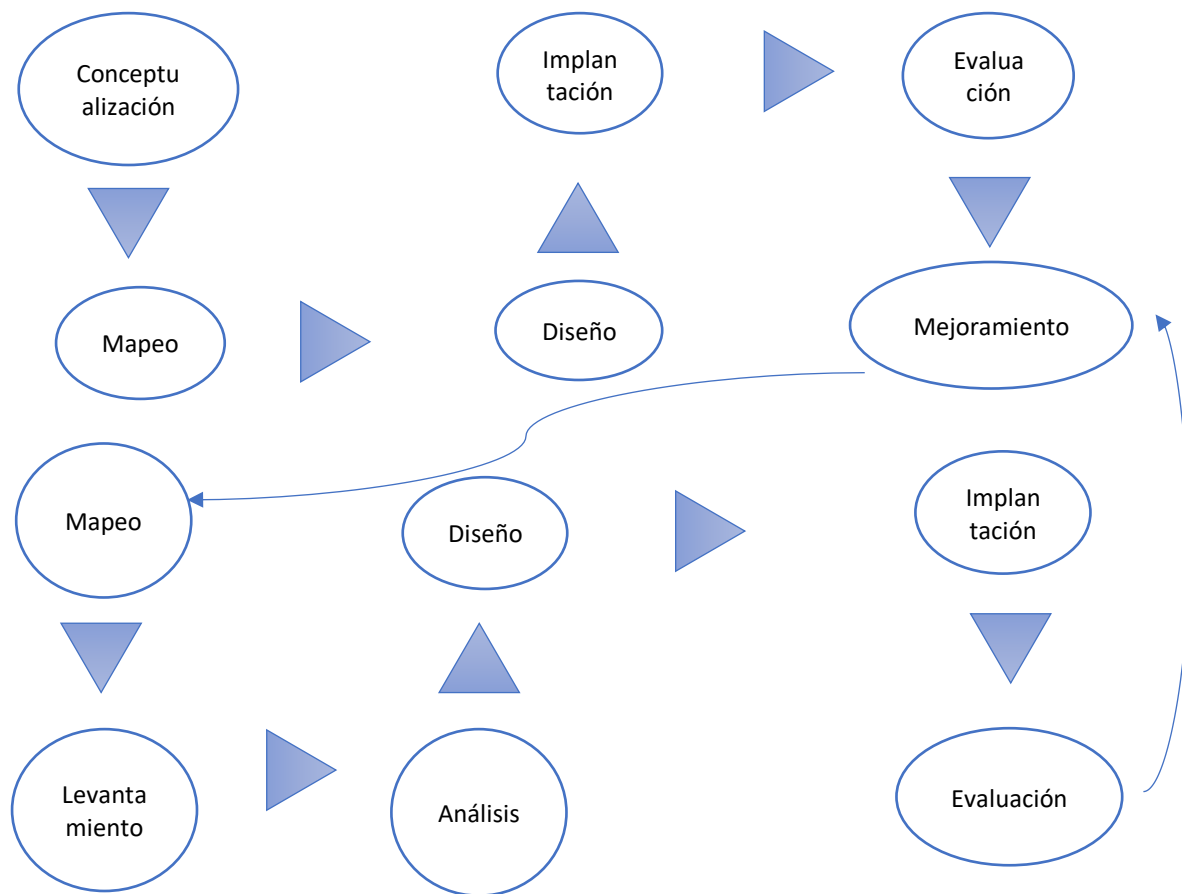 Conceptu
alización
Implan
tación
Evalua
ción
Mapeo
Diseño
Mejoramiento
Mapeo
Diseño
Implan
tación
Levanta
miento
Análisis
Evaluación